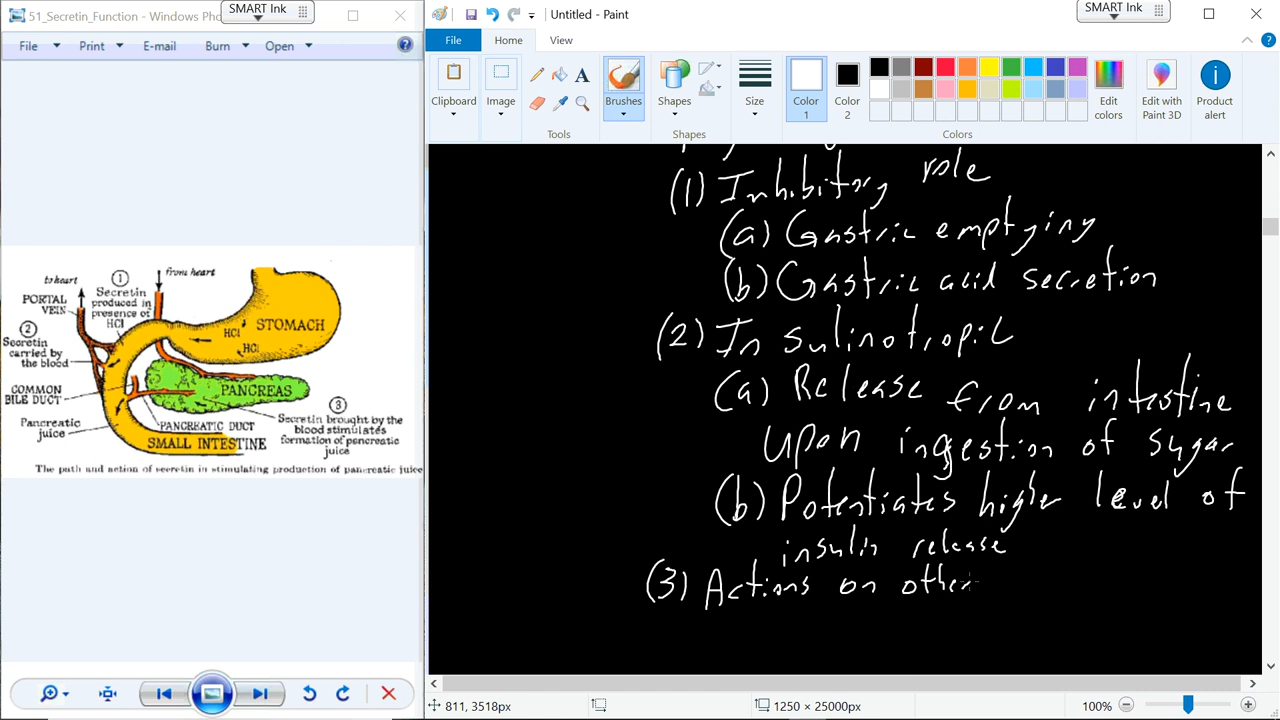 51_Secretin_Function - Windows Pho
SMART Ink
File Print E-mail Burn Open
to heart
from heart
PORTAL VEIN
① Secretin produced in presence of HCl
② Secretin carried by the blood
STOMACH
HCl
HCl
COMMON BILE DUCT
PANCREAS
Pancreatic juice
PANCREATIC DUCT
③ Secretin brought by the blood stimulates formation of pancreatic juice
SMALL INTESTINE
The path and action of secretin in stimulating production of pancreatic juice
Untitled - Paint
SMART Ink
File Home View
Clipboard Image Tools Brushes Shapes Shapes Size Color 1 Color 2 Edit colors Colors Edit with Paint 3D Product alert
(1) Inhibitory role
(a) Gastric emptying
(b) Gastric acid secretion
(2) Insulinotropic
(a) Release from intestine
upon ingestion of sugar
(b) Potentiates higher level of
insulin release
(3) Actions on other
811, 3518px
1250 × 25000px
100%